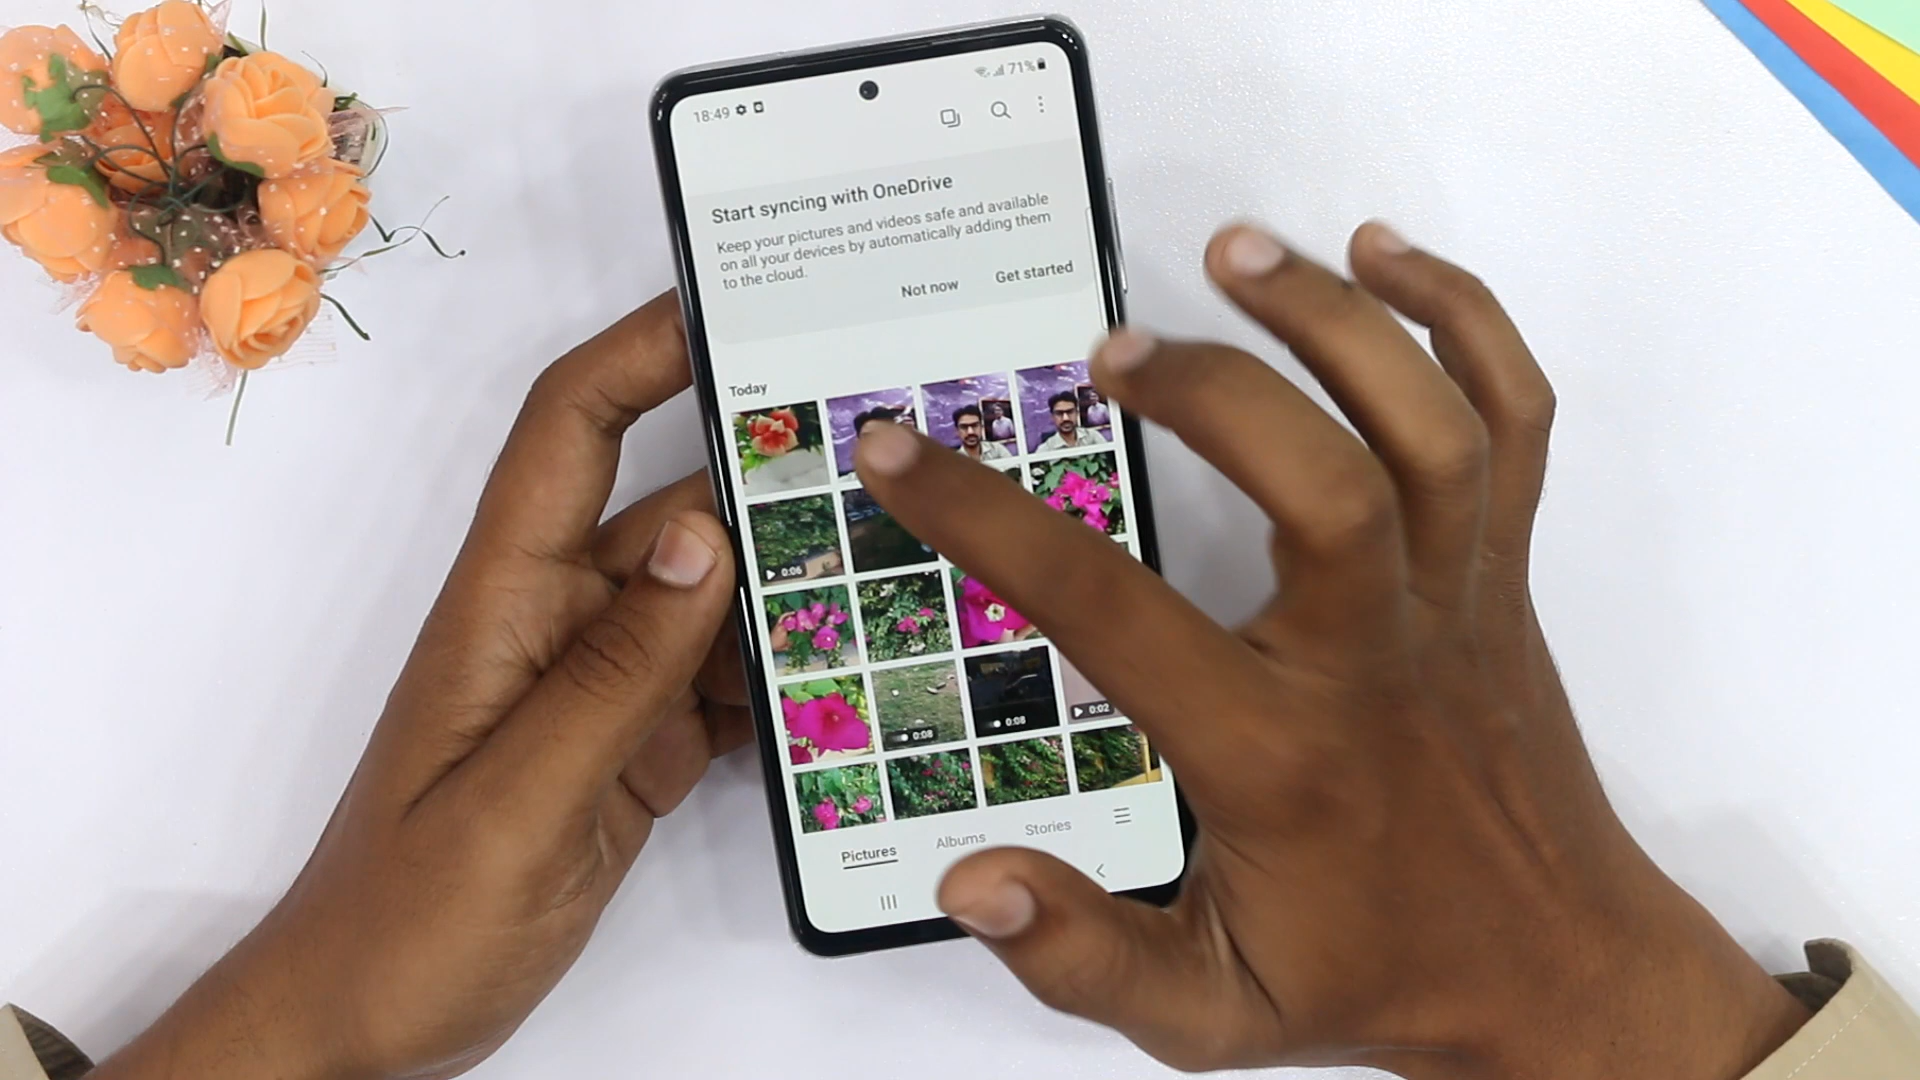 18:49
71%
Start syncing with OneDrive
Keep your pictures and videos safe and available
on all your devices by automatically adding them
to the cloud.
Not now
Get started
Today
0:06
0:08
0:08
0:02
Pictures
Albums
Stories